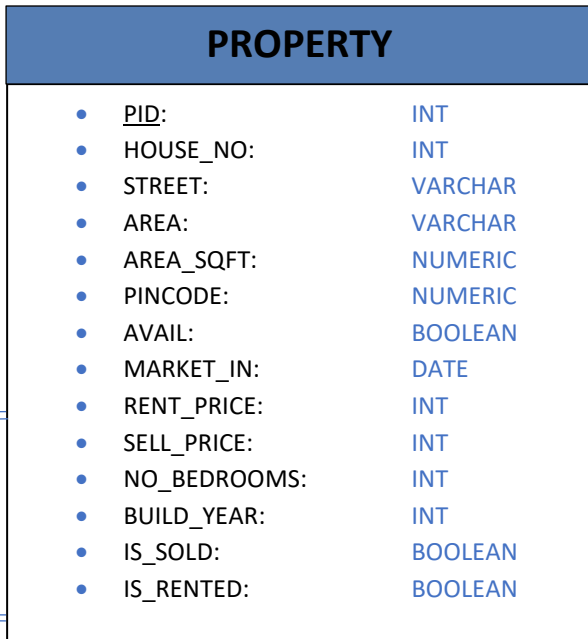 PROPERTY
• PID: INT
• HOUSE_NO: INT
• STREET: VARCHAR
• AREA: VARCHAR
• AREA_SQFT: NUMERIC
• PINCODE: NUMERIC
• AVAIL: BOOLEAN
• MARKET_IN: DATE
• RENT_PRICE: INT
• SELL_PRICE: INT
• NO_BEDROOMS: INT
• BUILD_YEAR: INT
• IS_SOLD: BOOLEAN
• IS_RENTED: BOOLEAN